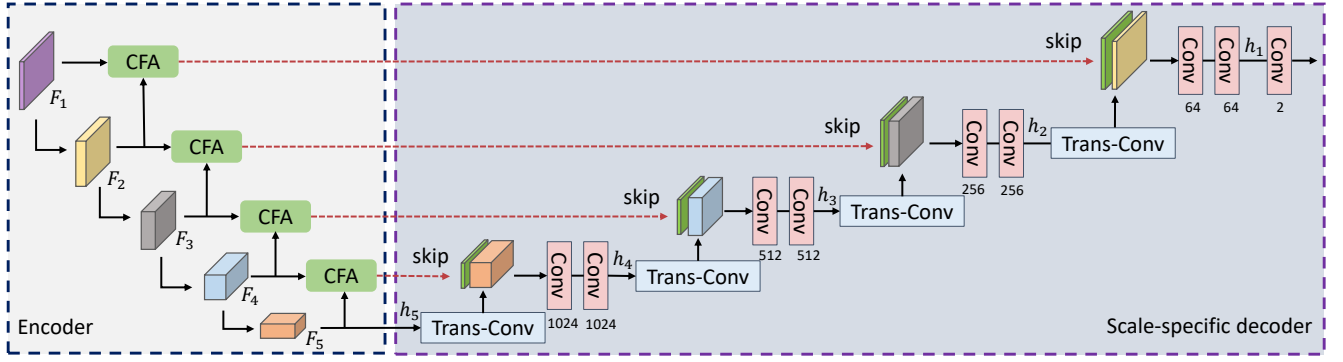 CFA
F1
skip
Conv
64
Conv
64
h1
Conv
2
CFA
F2
skip
Conv
256
Conv
256
h2
Trans-Conv
CFA
F3
skip
Conv
512
Conv
512
h3
Trans-Conv
CFA
F4
skip
Conv
1024
Conv
1024
h4
Trans-Conv
F5
h5
Trans-Conv
Encoder
Scale-specific decoder